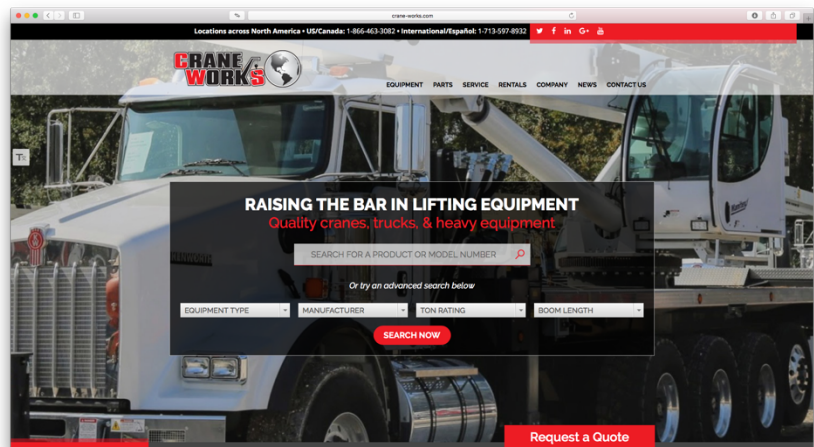 crane-works.com
Locations across North America • US/Canada: 1-866-463-3082 • International/Español: 1-713-597-8932
CRANE
WORKS
EQUIPMENT PARTS SERVICE RENTALS COMPANY NEWS CONTACT US
RAISING THE BAR IN LIFTING EQUIPMENT
Quality cranes, trucks, & heavy equipment
SEARCH FOR A PRODUCT OR MODEL NUMBER
Or try an advanced search below
EQUIPMENT TYPE MANUFACTURER TON RATING BOOM LENGTH
SEARCH NOW
KENWORTH
Request a Quote